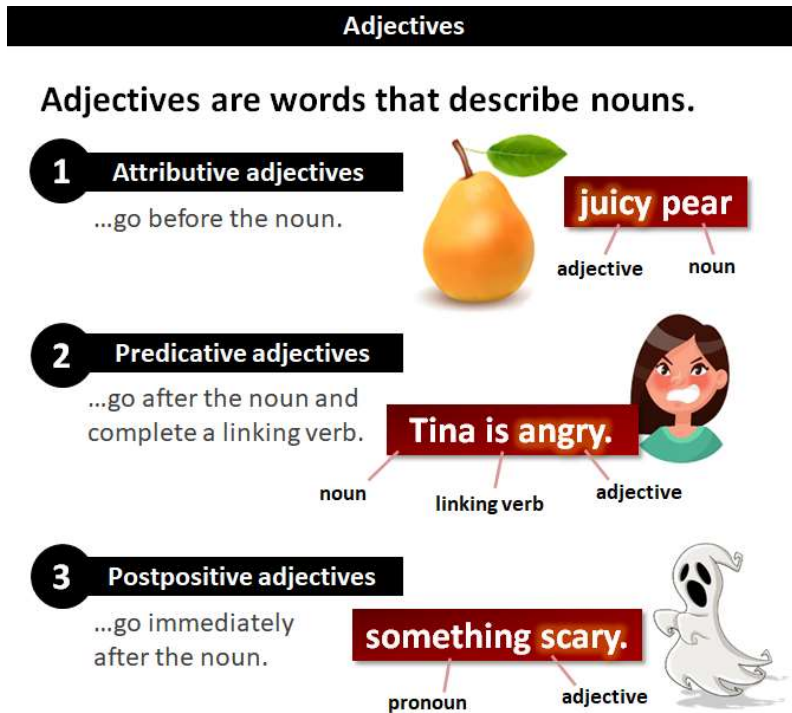 Adjectives
Adjectives are words that describe nouns.
1 Attributive adjectives
...go before the noun.
juicy pear
adjective noun
2 Predicative adjectives
...go after the noun and
complete a linking verb.
Tina is angry.
noun linking verb adjective
3 Postpositive adjectives
...go immediately
after the noun.
something scary.
pronoun adjective